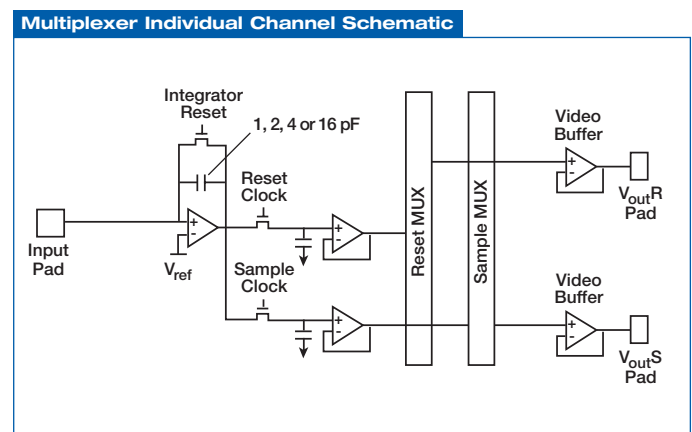 Multiplexer Individual Channel Schematic
Integrator
Reset
1, 2, 4 or 16 pF
Reset
Clock
Input
Pad
+
-
Vref
+
-
Sample
Clock
+
-
Reset MUX
Sample MUX
Video
Buffer
+
-
VoutR
Pad
Video
Buffer
+
-
VoutS
Pad